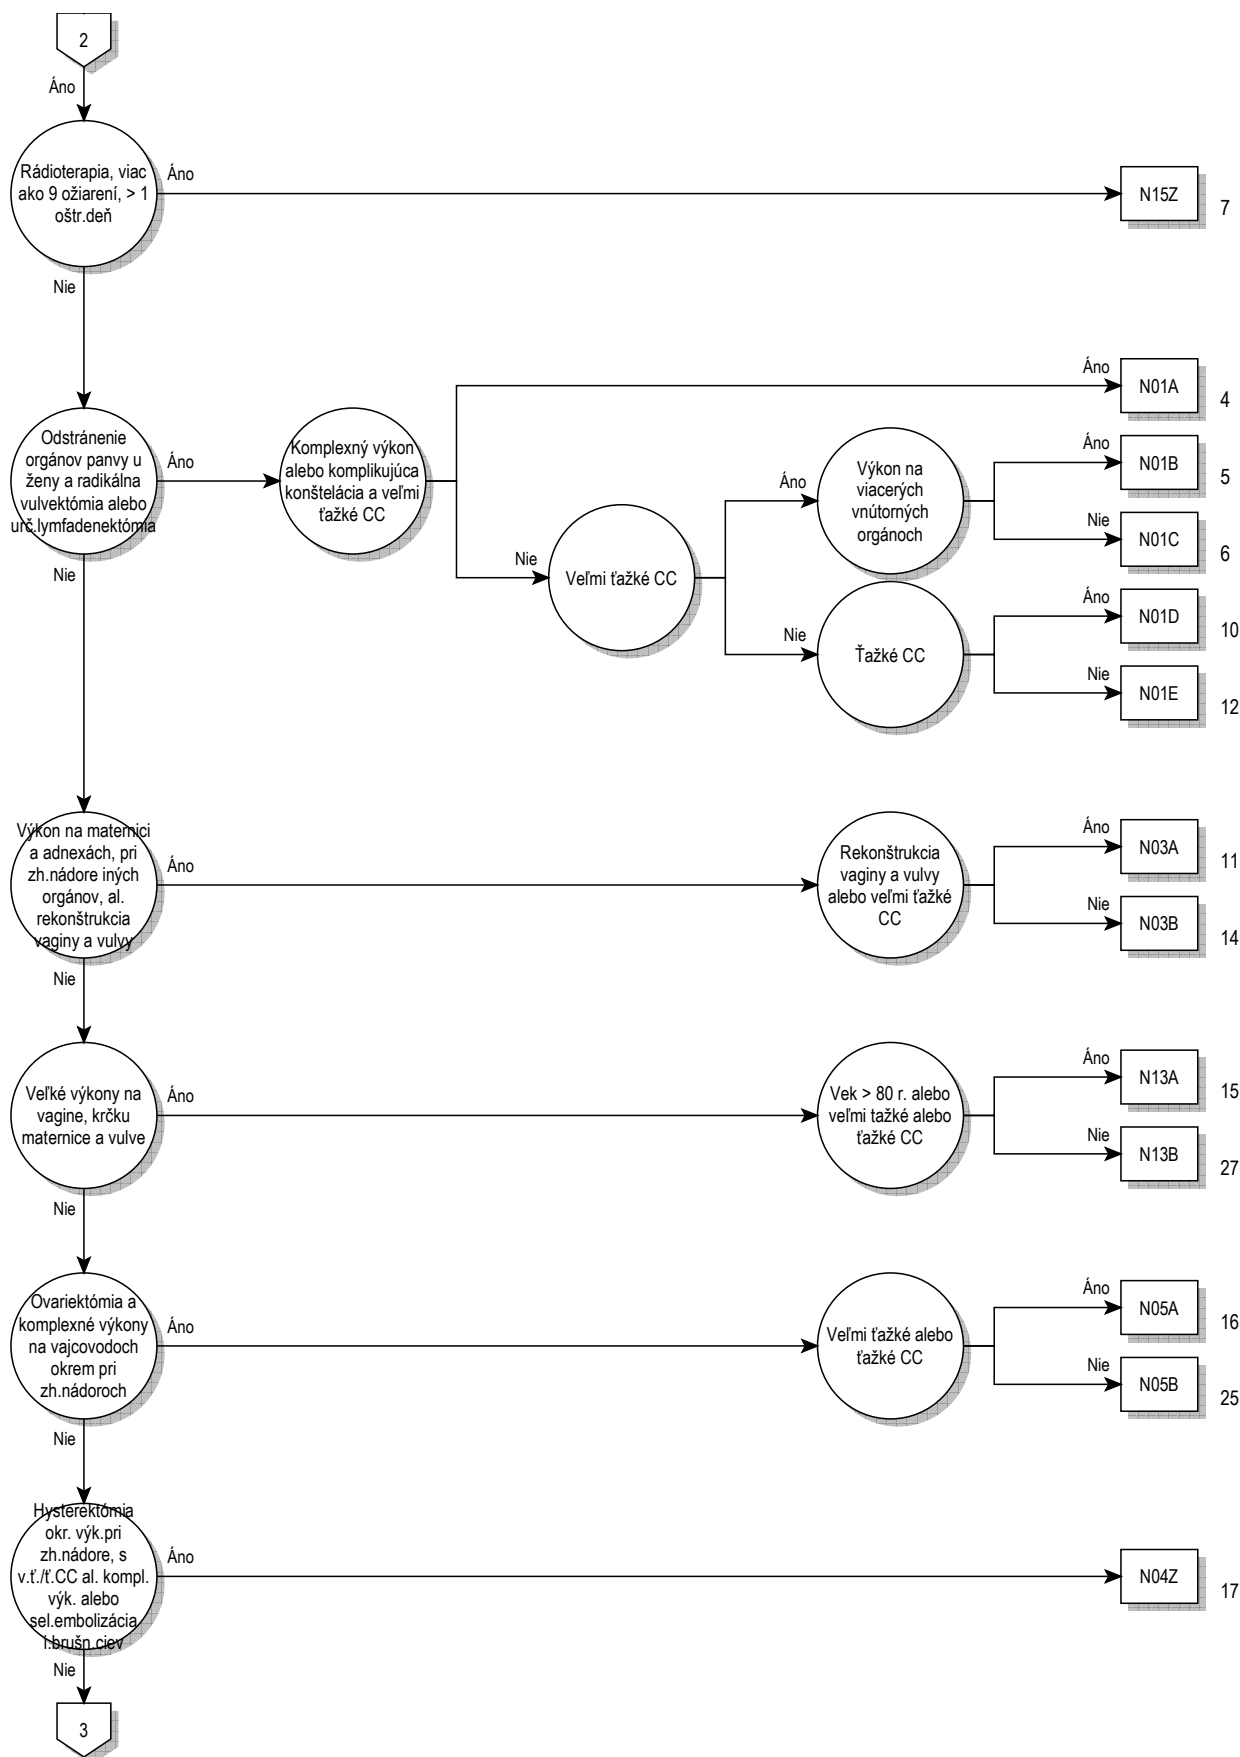 2
Áno
Rádioterapia, viac
ako 9 ožiarení, > 1
oštr.deň
Áno
N15Z
7
Nie
Odstránenie
orgánov panvy u
ženy a radikálna
vulvektómia alebo
urč.lymfadenektómia
Áno
Komplexný výkon
alebo komplikujúca
konštelácia a veľmi
ťažké CC
Áno
N01A
4
Nie
Veľmi ťažké CC
Áno
Výkon na
viacerých
vnútorných
orgánoch
Áno
N01B
5
Nie
N01C
6
Nie
Ťažké CC
Áno
N01D
10
Nie
N01E
12
Nie
Výkon na maternici
a adnexách, pri
zh.nádore iných
orgánov, al.
rekonštrukcia
vaginy a vulvy
Áno
Rekonštrukcia
vaginy a vulvy
alebo veľmi ťažké
CC
Áno
N03A
11
Nie
N03B
14
Nie
Veľké výkony na
vagine, krčku
maternice a vulve
Áno
Vek > 80 r. alebo
veľmi tažké alebo
ťažké CC
Áno
N13A
15
Nie
N13B
27
Nie
Ovariektómia a
komplexné výkony
na vajcovodoch
okrem pri
zh.nádoroch
Áno
Veľmi ťažké alebo
ťažké CC
Áno
N05A
16
Nie
N05B
25
Nie
Hysterektómia
okr. výk.pri
zh.nádore, s
v.ť./ť.CC al. kompl.
výk. alebo
sel.embolizácia
i.brušn.ciev
Áno
N04Z
17
Nie
3